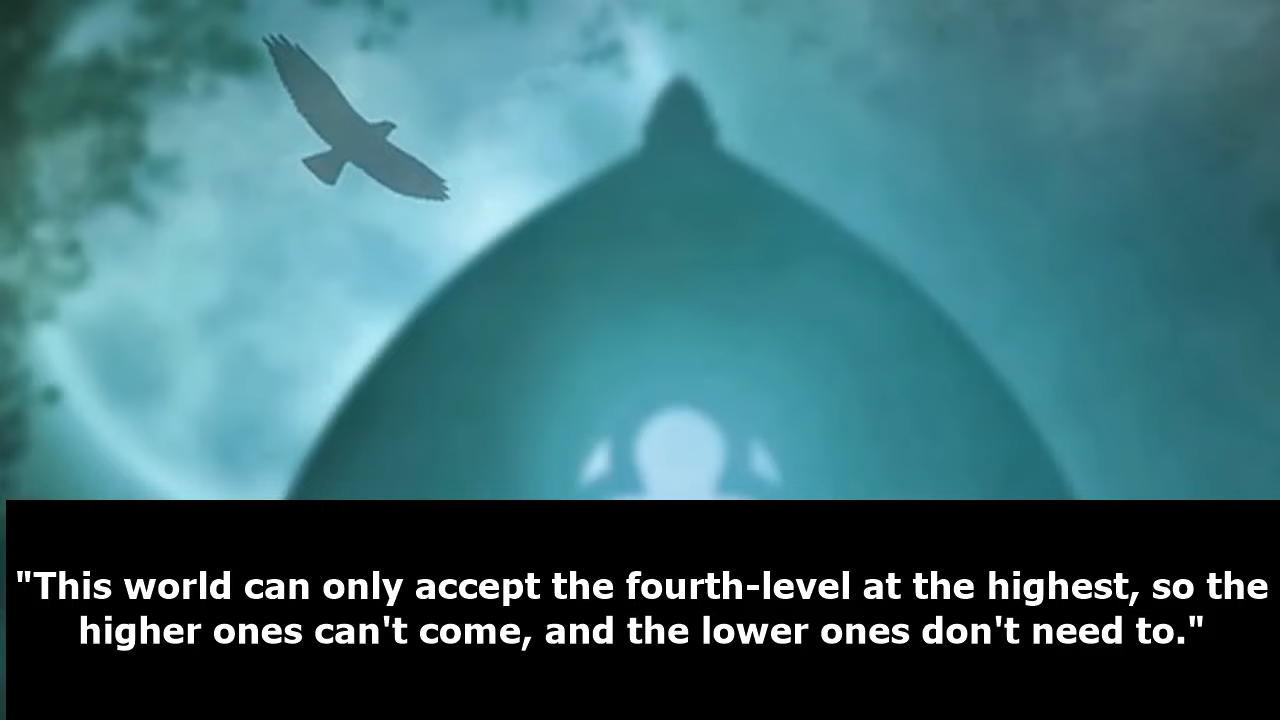 "This world can only accept the fourth-level at the highest, so the
higher ones can't come, and the lower ones don't need to."